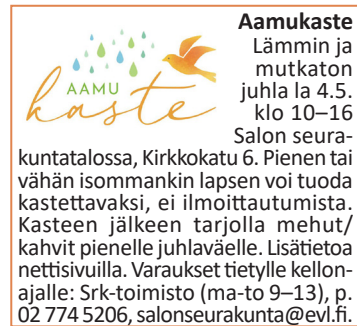 AAMU
kaste
Aamukaste
Lämmin ja
mutkaton
juhla la 4.5.
klo 10–16
Salon seura-
kuntatalossa, Kirkkokatu 6. Pienen tai
vähän isommankin lapsen voi tuoda
kastettavaksi, ei ilmoittautumista.
Kasteen jälkeen tarjolla mehut/
kahvit pienelle juhlaväelle. Lisätietoa
nettisivuilla. Varaukset tietylle kellon-
ajalle: Srk-toimisto (ma-to 9–13), p.
02 774 5206, salonseurakunta@evl.fi.